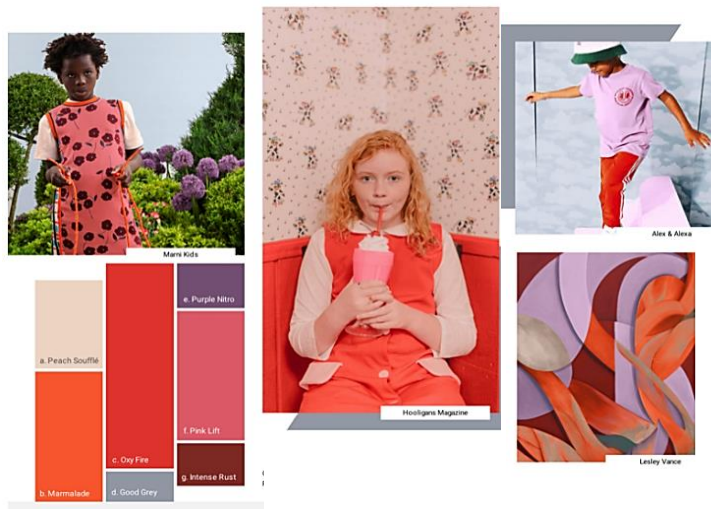 Marni Kids
Hooligans Magazine
Alex & Alexa
Lesley Vance
a. Peach Soufflé
b. Marmalade
c. Oxy Fire
d. Good Grey
e. Purple Nitro
f. Pink Lift
g. Intense Rust